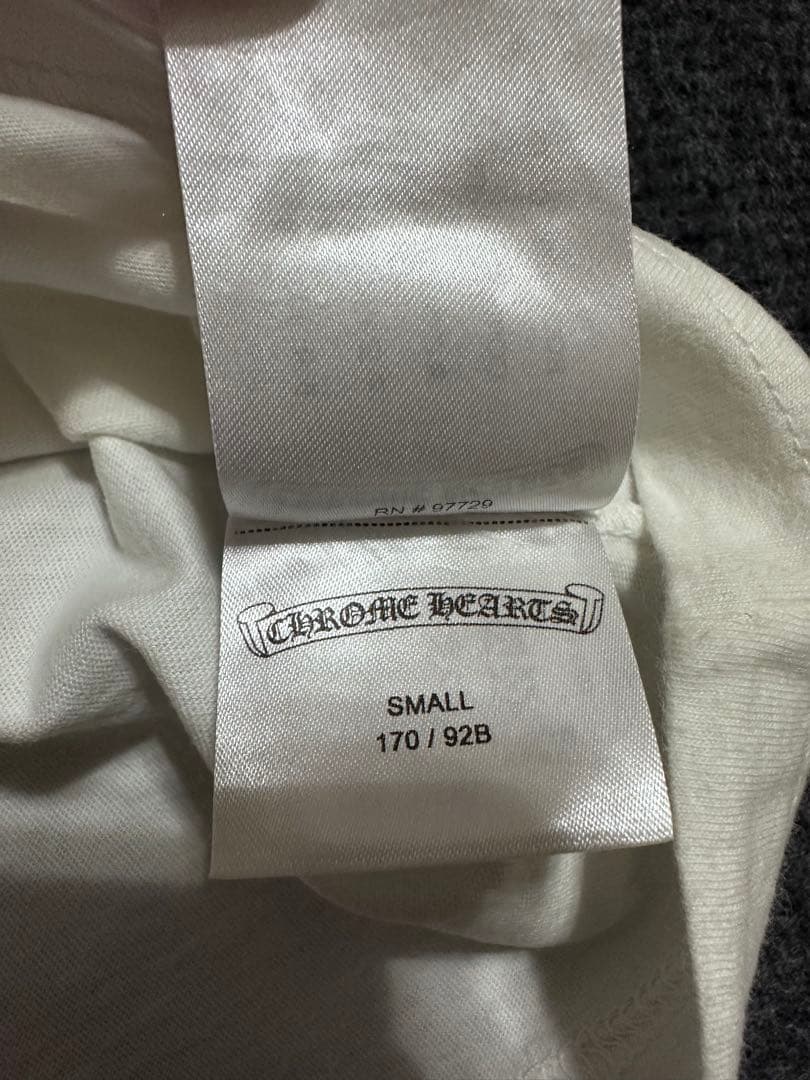 RN # 97729
CHROME HEARTS
SMALL
170 / 92B